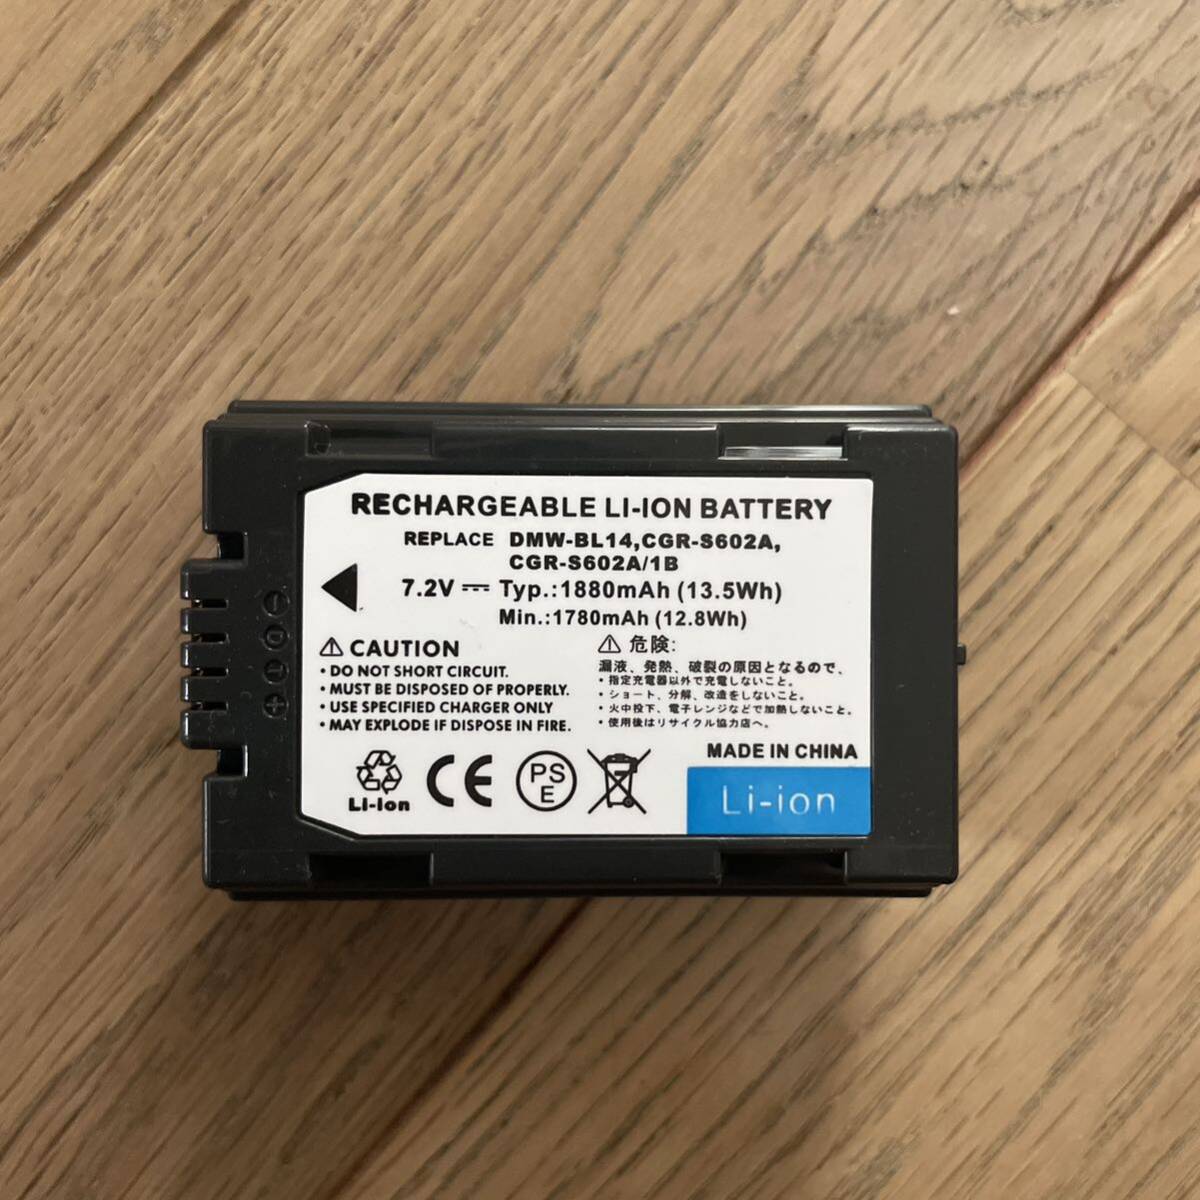 RECHARGEABLE LI-ION BATTERY
REPLACE DMW-BL14,CGR-S602A,
CGR-S602A/1B
7.2V Typ.:1880mAh (13.5Wh)
Min.:1780mAh (12.8Wh)
⚠ CAUTION
• DO NOT SHORT CIRCUIT.
• MUST BE DISPOSED OF PROPERLY.
• USE SPECIFIED CHARGER ONLY
• MAY EXPLODE IF DISPOSE IN FIRE.
⚠ 危険:
漏液、発熱、破裂の原因となるので、
• 指定充電器以外で充電しないこと。
• ショート、分解、改造をしないこと。
• 火中投下、電子レンジなどで加熱しないこと。
• 使用後はリサイクル協力店へ。
MADE IN CHINA
Li-ion
CE
PS
E
Li-ion
− D T +